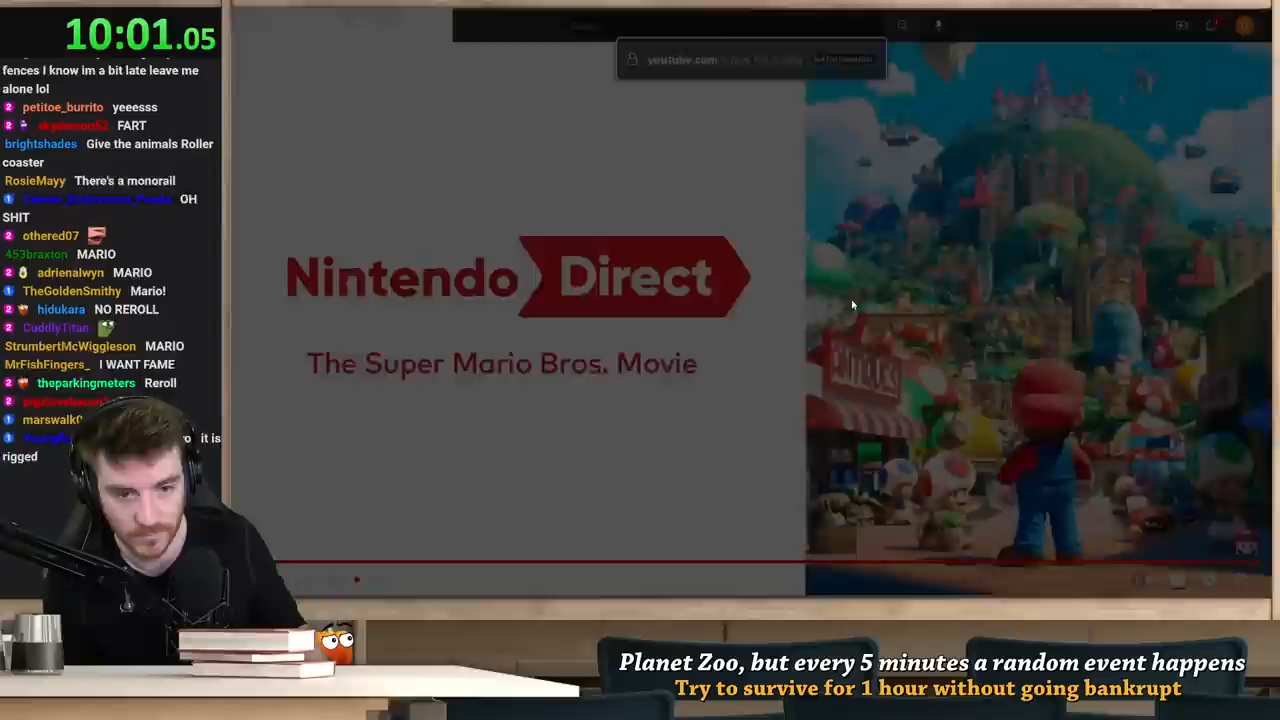 10:01.05
fences I know im a bit late leave me
alone lol
petitoe_burrito yeeesss
FART
brightshades Give the animals Roller
coaster
RosieMayy There's a monorail
OH
SHIT
othered07
453braxton MARIO
adrienalwyn MARIO
TheGoldenSmithy Mario!
hidukara NO REROLL
CuddlyTitan
StrumbertMcWiggleson MARIO
MrFishFingers_ I WANT FAME
theparkingmeters Reroll
marswalk
it is
rigged
youtube.com
Nintendo Direct
The Super Mario Bros. Movie
Planet Zoo, but every 5 minutes a random event happens
Try to survive for 1 hour without going bankrupt